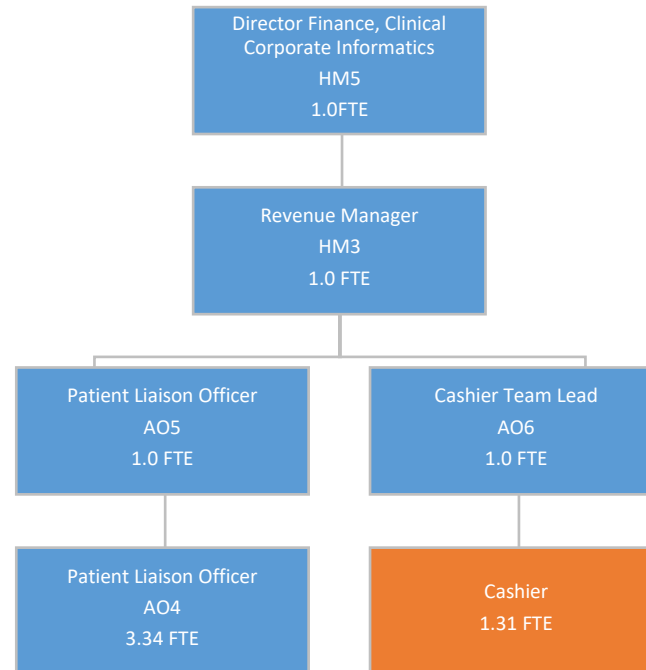 Director Finance, Clinical
Corporate Informatics
HM5
1.0FTE
Revenue Manager
HM3
1.0 FTE
Patient Liaison Officer
AO5
1.0 FTE
Cashier Team Lead
AO6
1.0 FTE
Patient Liaison Officer
AO4
3.34 FTE
Cashier
1.31 FTE